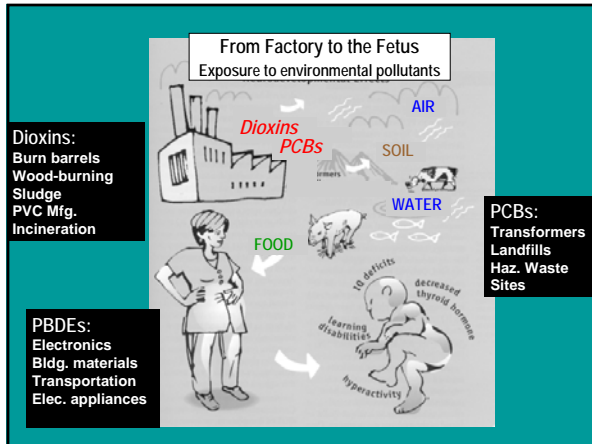 From Factory to the Fetus
Exposure to environmental pollutants
AIR
Dioxins
PCBs
SOIL
WATER
FOOD
Dioxins:
Burn barrels
Wood-burning
Sludge
PVC Mfg.
Incineration
PCBs:
Transformers
Landfills
Haz. Waste
Sites
PBDEs:
Electronics
Bldg. materials
Transportation
Elec. appliances
IQ deficits
decreased
thyroid hormone
learning
disabilities
hyperactivity